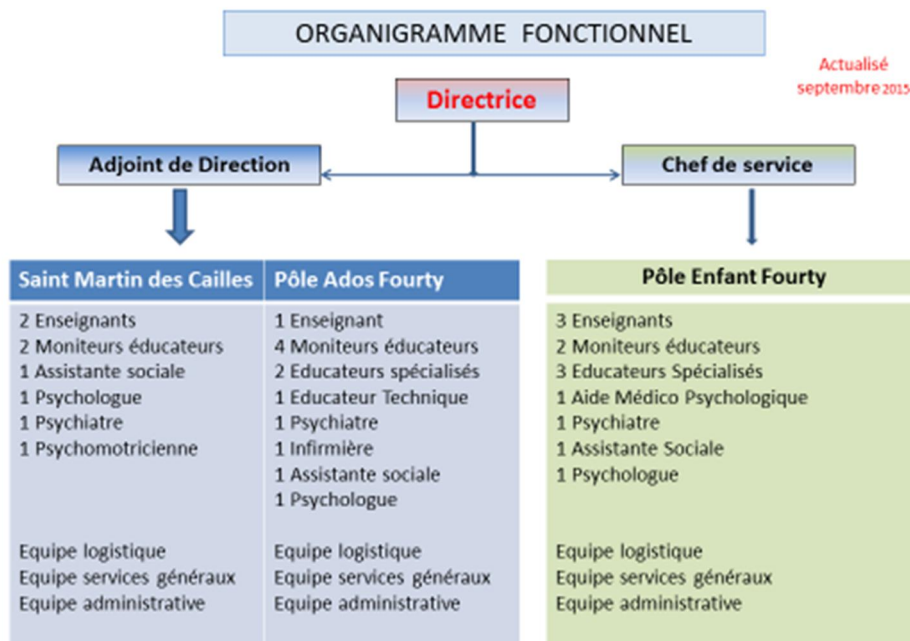 ORGANIGRAMME FONCTIONNEL
Actualisé
septembre 2015
Directrice
Adjoint de Direction
Chef de service
Saint Martin des Cailles
2 Enseignants
2 Moniteurs éducateurs
1 Assistante sociale
1 Psychologue
1 Psychiatre
1 Psychomotricienne
Equipe logistique
Equipe services généraux
Equipe administrative
Pôle Ados Fourty
1 Enseignant
4 Moniteurs éducateurs
2 Educateurs spécialisés
1 Educateur Technique
1 Psychiatre
1 Infirmière
1 Assistante sociale
1 Psychologue
Equipe logistique
Equipe services généraux
Equipe administrative
Pôle Enfant Fourty
3 Enseignants
2 Moniteurs éducateurs
3 Educateurs Spécialisés
1 Aide Médico Psychologique
1 Psychiatre
1 Assistante Sociale
1 Psychologue
Equipe logistique
Equipe services généraux
Equipe administrative